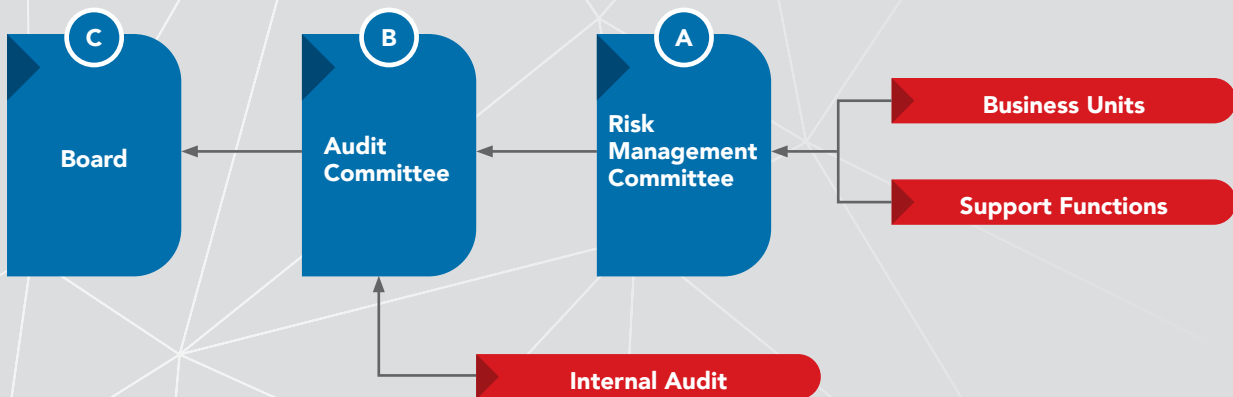 C
B
A
Board
Audit
Committee
Risk
Management
Committee
Business Units
Support Functions
Internal Audit